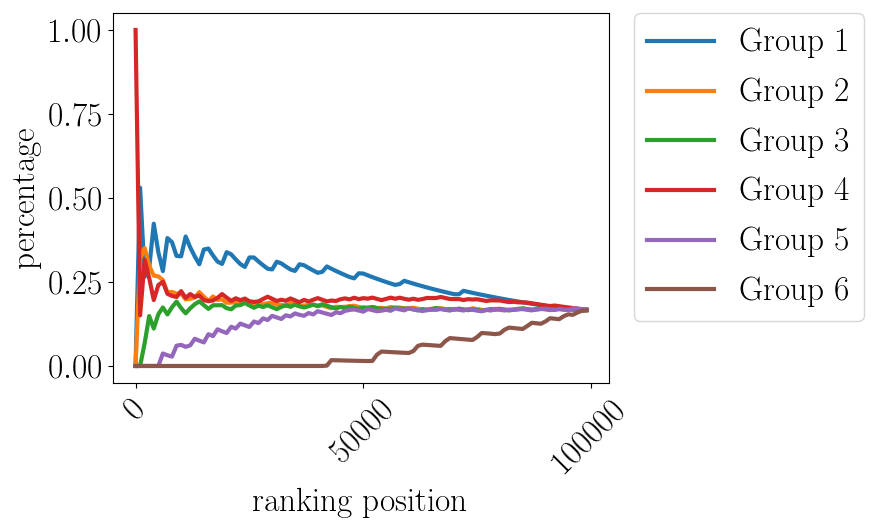 1.00
0.75
0.50
0.25
0.00
percentage
0
50000
100000
ranking position
Group 1
Group 2
Group 3
Group 4
Group 5
Group 6